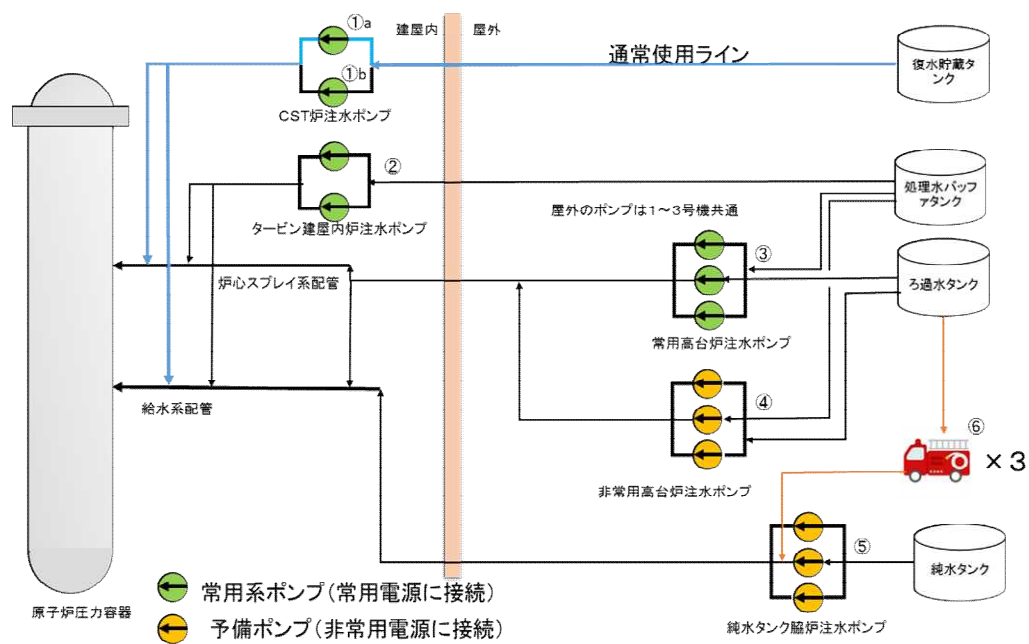 ①a
建屋内
屋外
通常使用ライン
復水貯蔵タ
ンク
①b
CST炉注水ポンプ
②
処理水バッフ
ァタンク
タービン建屋内炉注水ポンプ
屋外のポンプは1~3号機共通
③
炉心スプレイ系配管
ろ過水タンク
常用高台炉注水ポンプ
給水系配管
④
⑥
×3
非常用高台炉注水ポンプ
⑤
純水タンク
常用系ポンプ(常用電源に接続)
原子炉圧力容器
予備ポンプ(非常用電源に接続)
純水タンク脇炉注水ポンプ